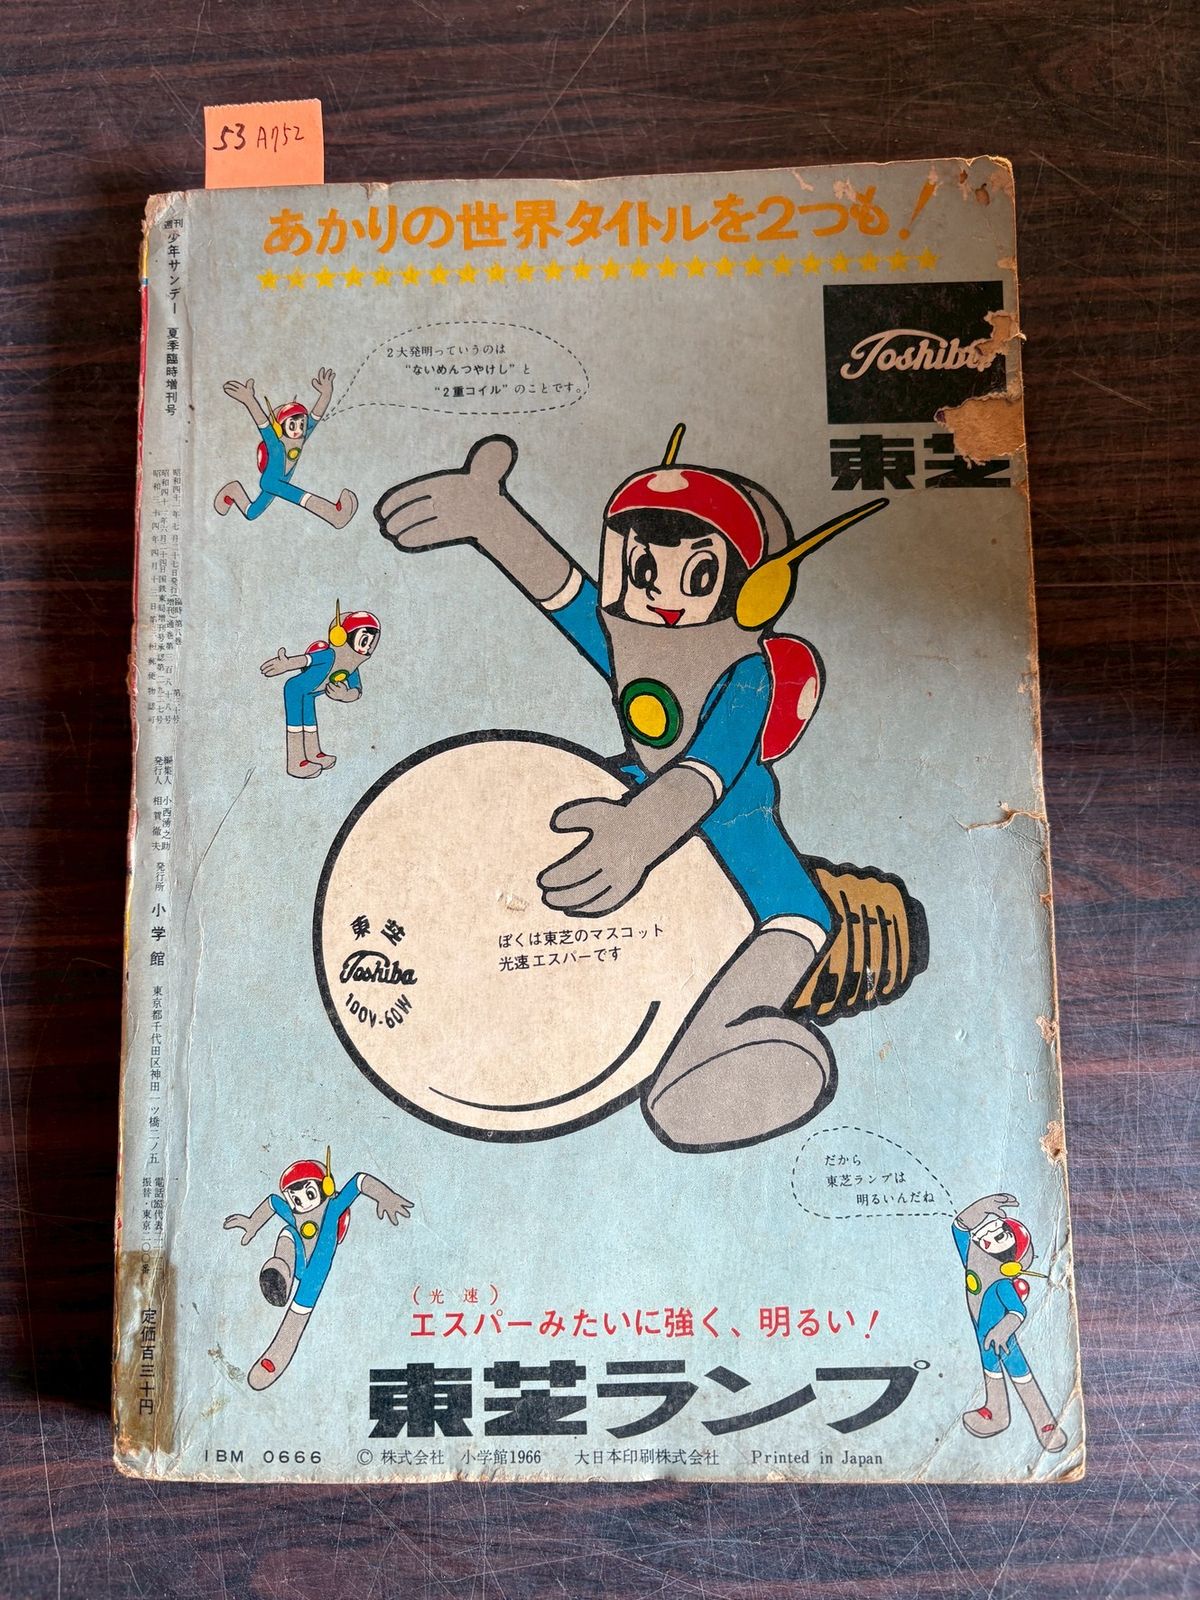 53 A752
あかりの世界タイトルを2つも!
Toshiba
東芝
2大発明っていうのは
“ないめんつやけし”と
“2重コイル”のことです。
東芝
Toshiba
100V-60W
ぼくは東芝のマスコット
光速エスパーです
だから
東芝ランプは
明るいんだね
(光速)
エスパーみたいに強く、明るい!
東芝ランプ
IBM 0666 © 株式会社 小学館1966 大日本印刷株式会社 Printed in Japan
週刊
少年サンデー 夏季臨時増刊号
編集人 小西湧之助
発行人 相賀徹夫
発行所 小学館
東京都千代田区神田一ツ橋二ノ五
定価百三十円